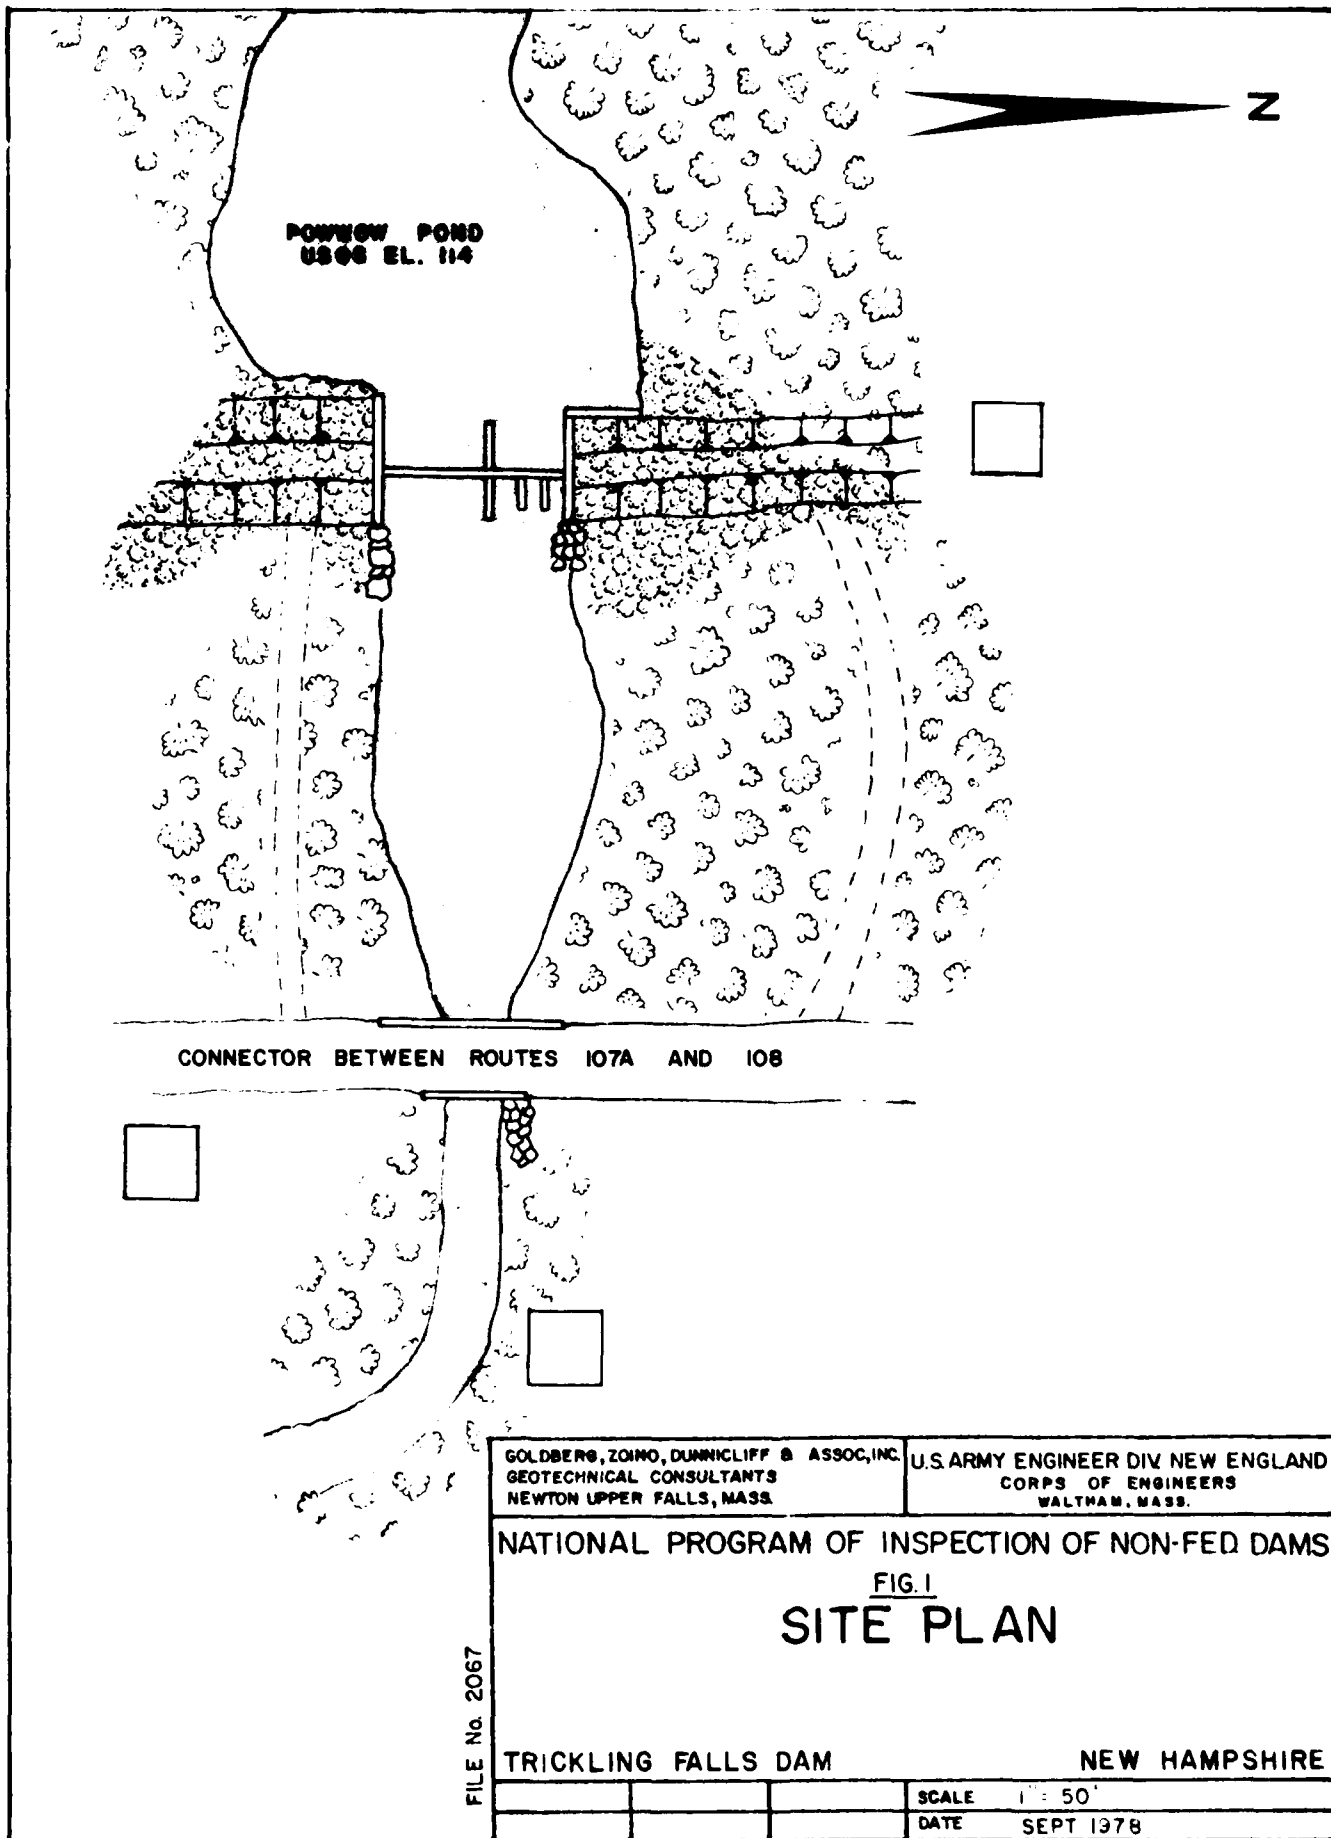 N
POWWOW POND
USGS EL. 114
CONNECTOR BETWEEN ROUTES 107A AND 108
GOLDBERG, ZOINO, DUNNICLIFF & ASSOC., INC.
GEOTECHNICAL CONSULTANTS
NEWTON UPPER FALLS, MASS.
U.S. ARMY ENGINEER DIV. NEW ENGLAND
CORPS OF ENGINEERS
WALTHAM, MASS.
NATIONAL PROGRAM OF INSPECTION OF NON-FED. DAMS
FIG. 1
SITE PLAN
FILE No. 2067
TRICKLING FALLS DAM
NEW HAMPSHIRE
SCALE 1" = 50'
DATE SEPT 1978